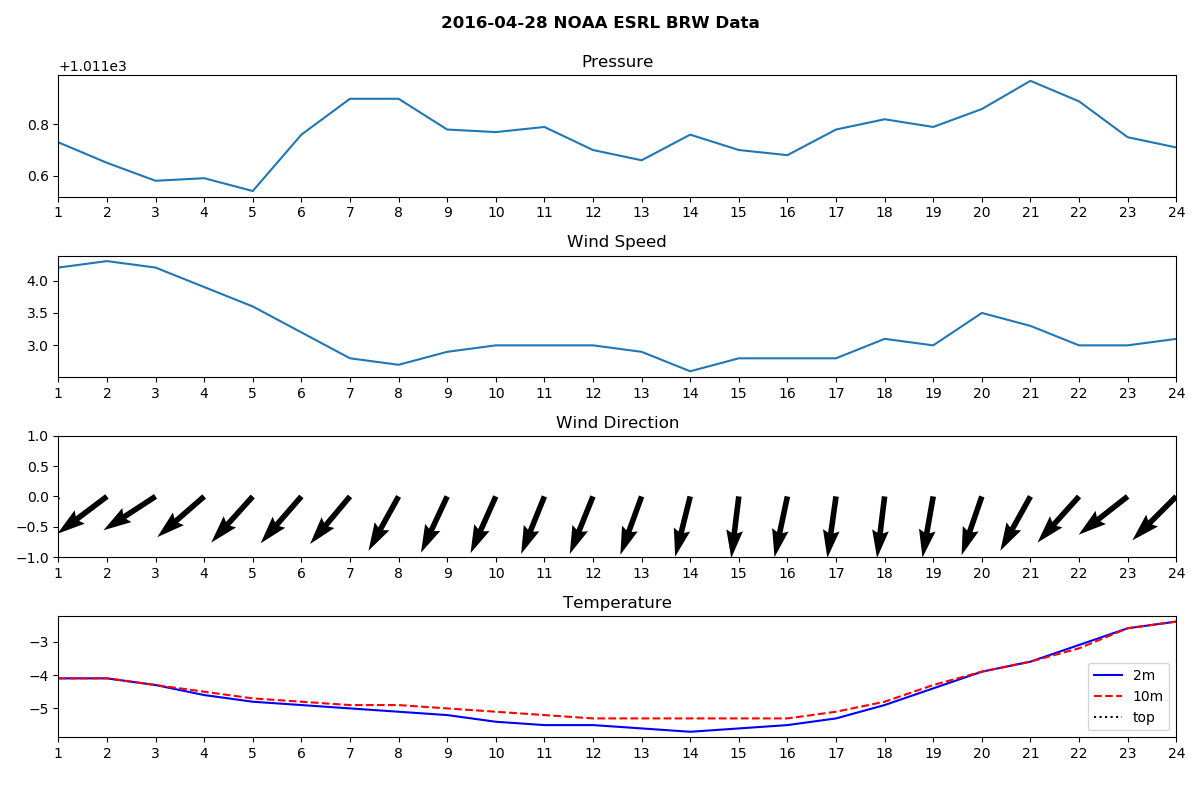 2016-04-28 NOAA ESRL BRW Data
Pressure
+1.011e3
0.8
0.6
1 2 3 4 5 6 7 8 9 10 11 12 13 14 15 16 17 18 19 20 21 22 23 24
Wind Speed
4.0
3.5
3.0
1 2 3 4 5 6 7 8 9 10 11 12 13 14 15 16 17 18 19 20 21 22 23 24
Wind Direction
1.0
0.5
0.0
−0.5
−1.0
1 2 3 4 5 6 7 8 9 10 11 12 13 14 15 16 17 18 19 20 21 22 23 24
Temperature
−3
−4
−5
2m
10m
top
1 2 3 4 5 6 7 8 9 10 11 12 13 14 15 16 17 18 19 20 21 22 23 24